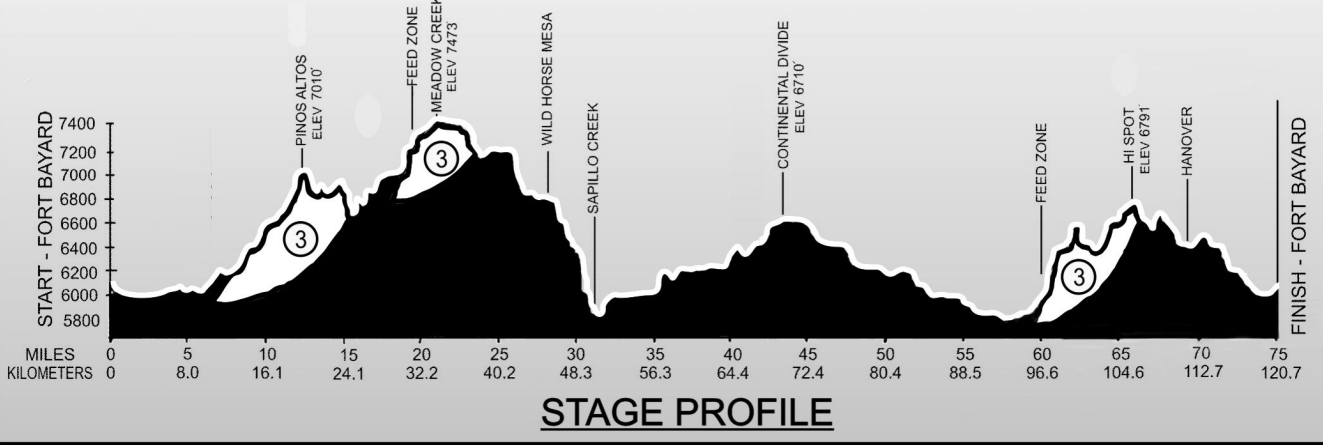 FEED ZONE
MEADOW CREEK
ELEV 7473'
PINOS ALTOS
ELEV 7010'
WILD HORSE MESA
SAPILLO CREEK
CONTINENTAL DIVIDE
ELEV 6710'
FEED ZONE
HI SPOT
ELEV 6791'
HANOVER
START - FORT BAYARD
FINISH - FORT BAYARD
7400
7200
7000
6800
6600
6400
6200
6000
5800
3
3
3
MILES 0 5 10 15 20 25 30 35 40 45 50 55 60 65 70 75
KILOMETERS 0 8.0 16.1 24.1 32.2 40.2 48.3 56.3 64.4 72.4 80.4 88.5 96.6 104.6 112.7 120.7
STAGE PROFILE